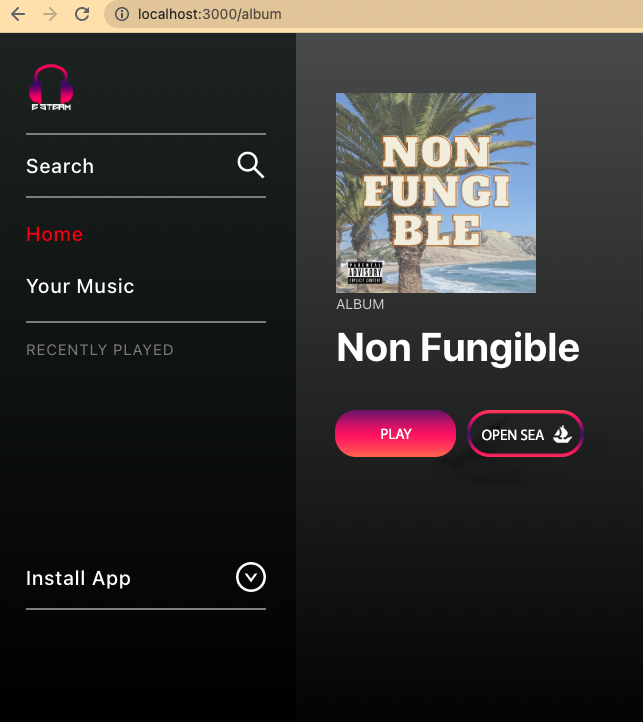 localhost:3000/album
E STEAM
Search
Home
Your Music
RECENTLY PLAYED
Install App
NON
FUNGI
BLE
PARENTAL
ADVISORY
EXPLICIT CONTENT
ALBUM
Non Fungible
PLAY
OPEN SEA